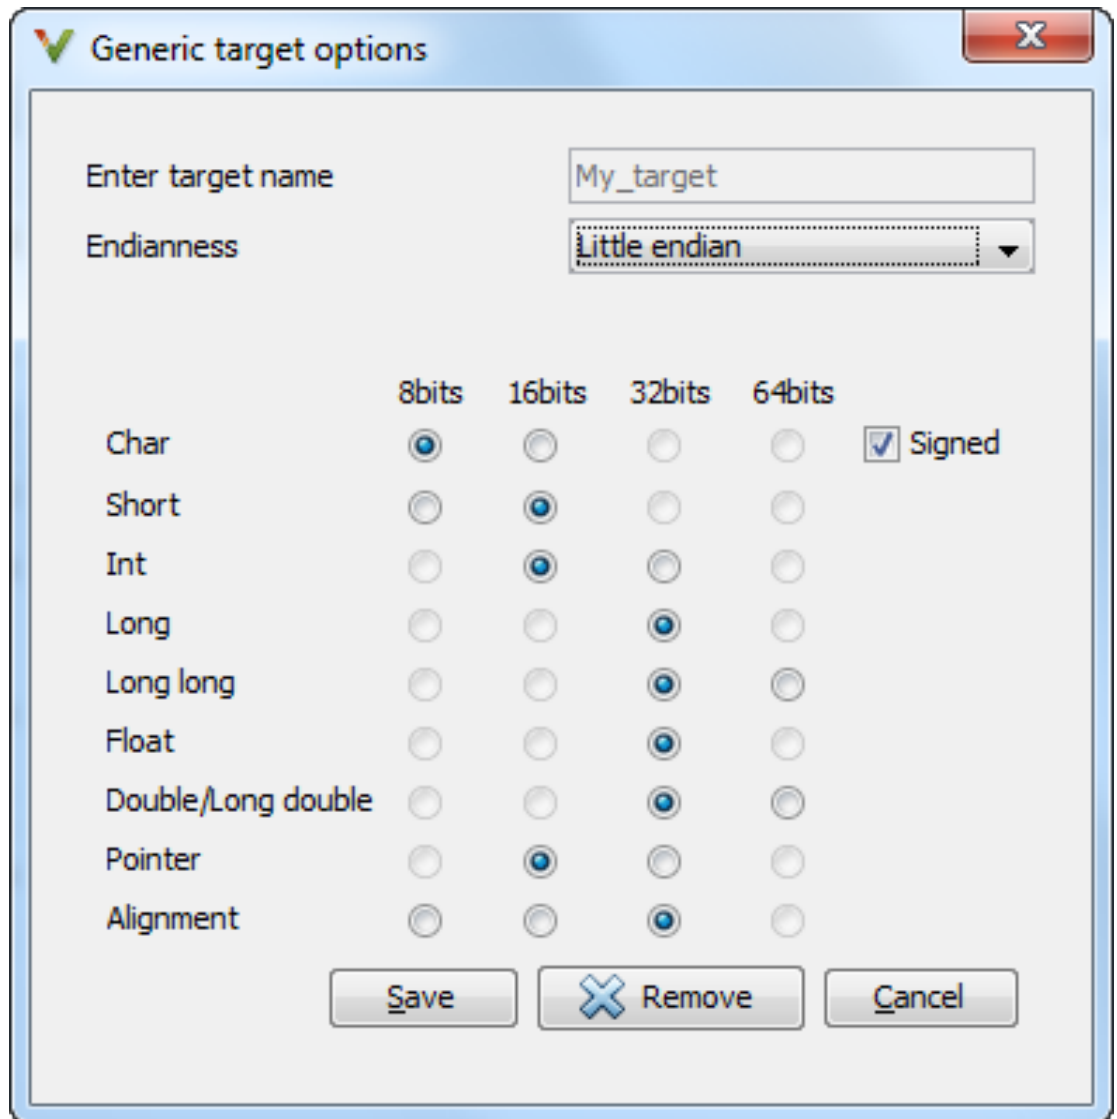 Generic target options
Enter target name My_target
Endianness Little endian
8bits 16bits 32bits 64bits
Char Signed
Short
Int
Long
Long long
Float
Double/Long double
Pointer
Alignment
Save Remove Cancel